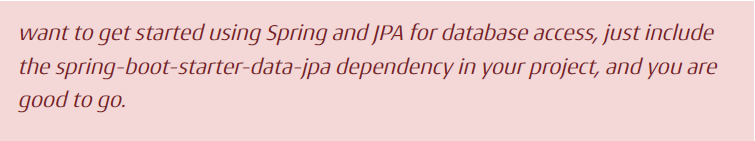 want to get started using Spring and JPA for database access, just include
the spring-boot-starter-data-jpa dependency in your project, and you are
good to go.